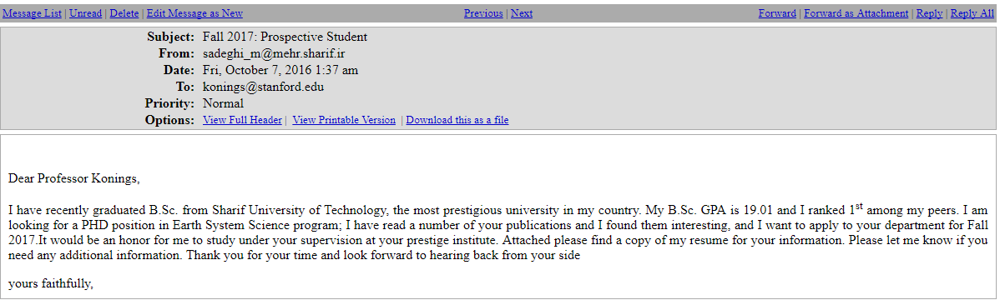 Message List | Unread | Delete | Edit Message as New Previous | Next Forward | Forward as Attachment | Reply | Reply All
Subject: Fall 2017: Prospective Student
From: sadeghi_m@mehr.sharif.ir
Date: Fri, October 7, 2016 1:37 am
To: konings@stanford.edu
Priority: Normal
Options: View Full Header | View Printable Version | Download this as a file
Dear Professor Konings,
I have recently graduated B.Sc. from Sharif University of Technology, the most prestigious university in my country. My B.Sc. GPA is 19.01 and I ranked 1st among my peers. I am
looking for a PHD position in Earth System Science program; I have read a number of your publications and I found them interesting, and I want to apply to your department for Fall
2017.It would be an honor for me to study under your supervision at your prestige institute. Attached please find a copy of my resume for your information. Please let me know if you
need any additional information. Thank you for your time and look forward to hearing back from your side
yours faithfully,